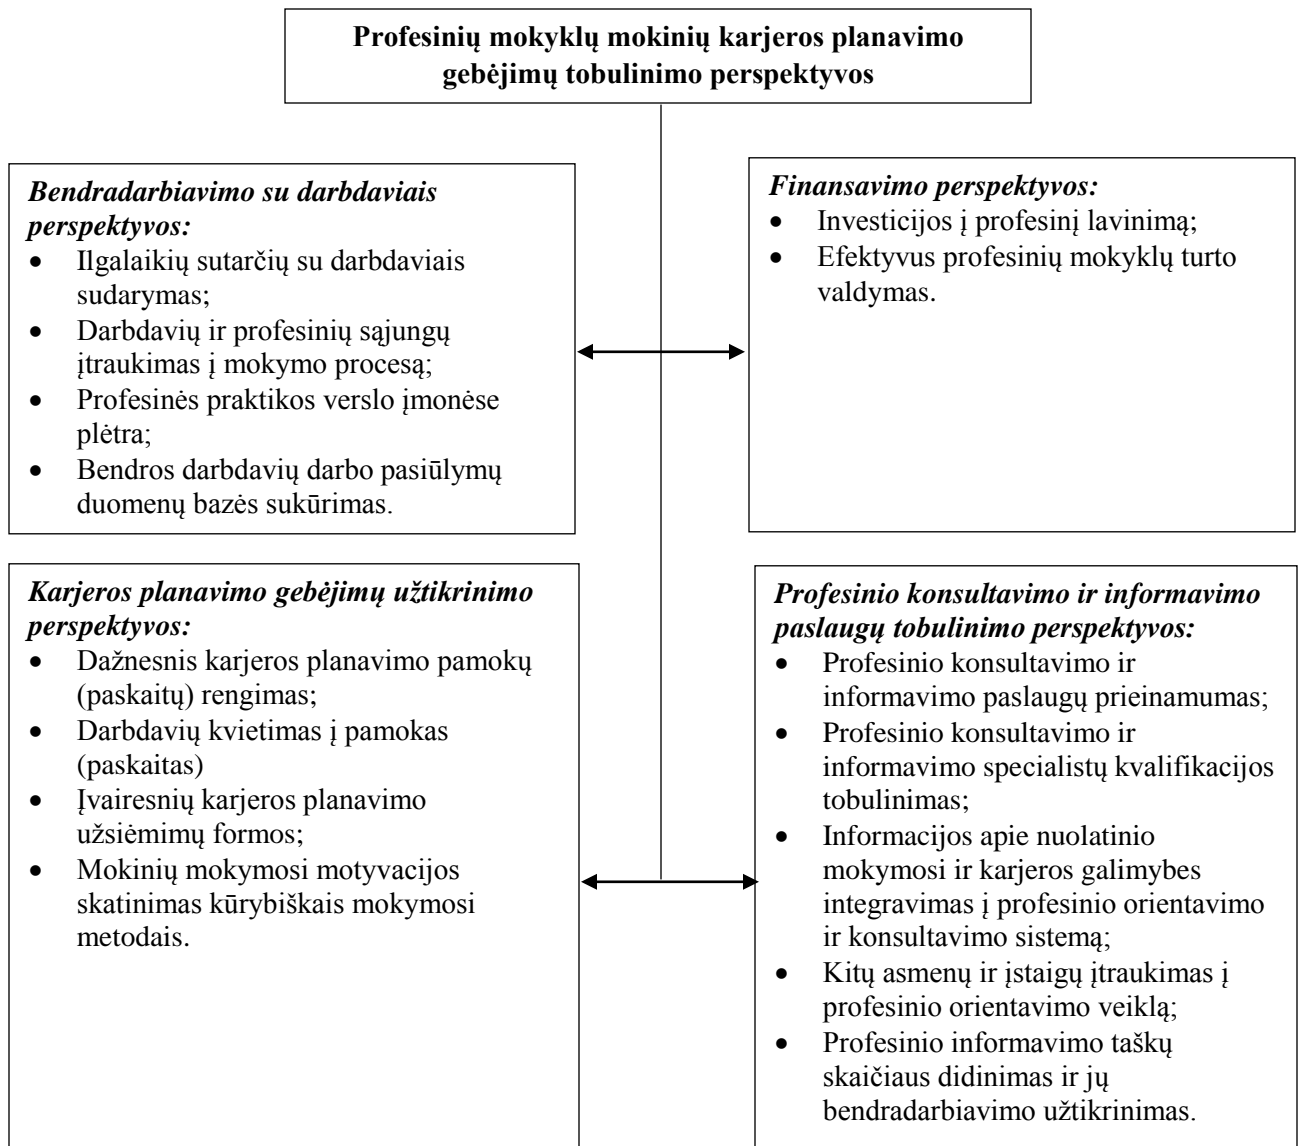 Profesinių mokyklų mokinių karjeros planavimo
gebėjimų tobulinimo perspektyvos
Bendradarbiavimo su darbdaviais
perspektyvos:
• Ilgalaikių sutarčių su darbdaviais
sudarymas;
• Darbdavių ir profesinių sąjungų
įtraukimas į mokymo procesą;
• Profesinės praktikos verslo įmonėse
plėtra;
• Bendros darbdavių darbo pasiūlymų
duomenų bazės sukūrimas.
Finansavimo perspektyvos:
• Investicijos į profesinį lavinimą;
• Efektyvus profesinių mokyklų turto
valdymas.
Karjeros planavimo gebėjimų užtikrinimo
perspektyvos:
• Dažnesnis karjeros planavimo pamokų
(paskaitų) rengimas;
• Darbdavių kvietimas į pamokas
(paskaitas)
• Įvairesnių karjeros planavimo
užsiėmimų formos;
• Mokinių mokymosi motyvacijos
skatinimas kūrybiškais mokymosi
metodais.
Profesinio konsultavimo ir informavimo
paslaugų tobulinimo perspektyvos:
• Profesinio konsultavimo ir
informavimo paslaugų prieinamumas;
• Profesinio konsultavimo ir
informavimo specialistų kvalifikacijos
tobulinimas;
• Informacijos apie nuolatinio
mokymosi ir karjeros galimybes
integravimas į profesinio orientavimo
ir konsultavimo sistemą;
• Kitų asmenų ir įstaigų įtraukimas į
profesinio orientavimo veiklą;
• Profesinio informavimo taškų
skaičiaus didinimas ir jų
bendradarbiavimo užtikrinimas.